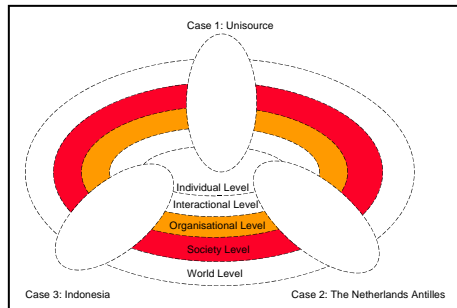 Case 1: Unisource
Individual Level
Interactional Level
Organisational Level
Society Level
World Level
Case 3: Indonesia
Case 2: The Netherlands Antilles